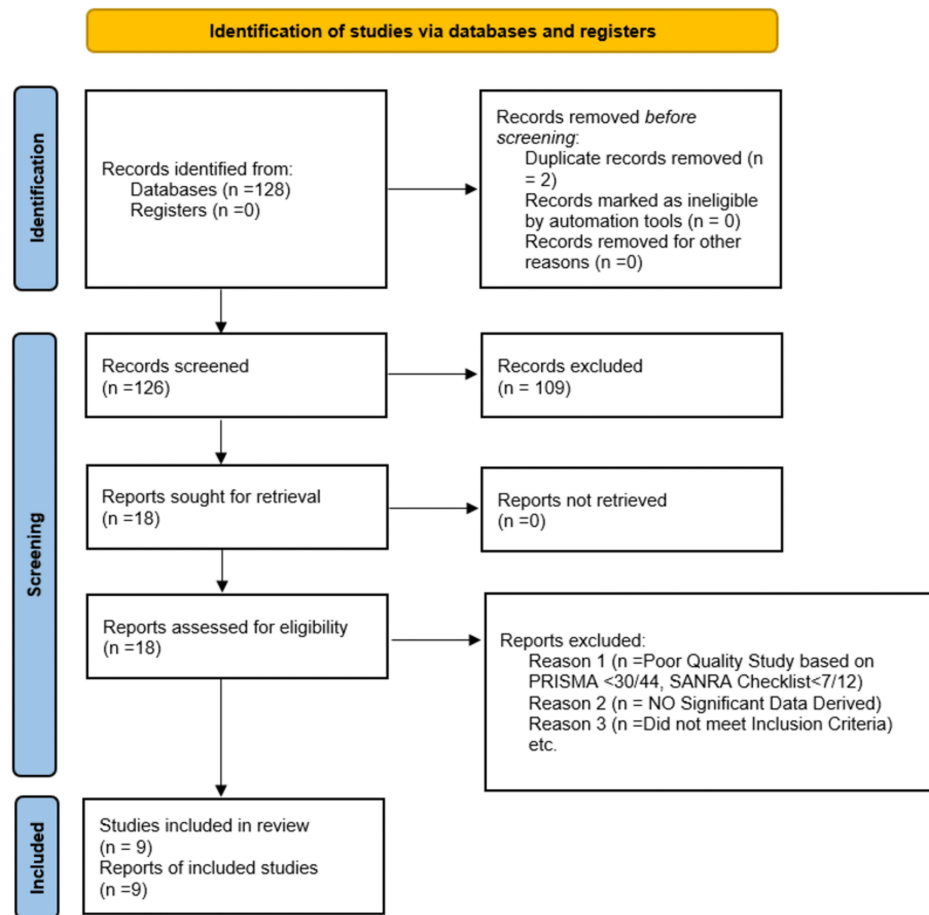 Identification of studies via databases and registers
Identification
Records identified from:
Databases (n =128)
Registers (n =0)
Records removed before
screening:
Duplicate records removed (n
= 2)
Records marked as ineligible
by automation tools (n = 0)
Records removed for other
reasons (n =0)
Screening
Records screened
(n =126)
Records excluded
(n = 109)
Reports sought for retrieval
(n =18)
Reports not retrieved
(n =0)
Reports assessed for eligibility
(n =18)
Reports excluded:
Reason 1 (n =Poor Quality Study based on
PRISMA <30/44, SANRA Checklist<7/12)
Reason 2 (n = NO Significant Data Derived)
Reason 3 (n =Did not meet Inclusion Criteria)
etc.
Included
Studies included in review
(n = 9)
Reports of included studies
(n =9)